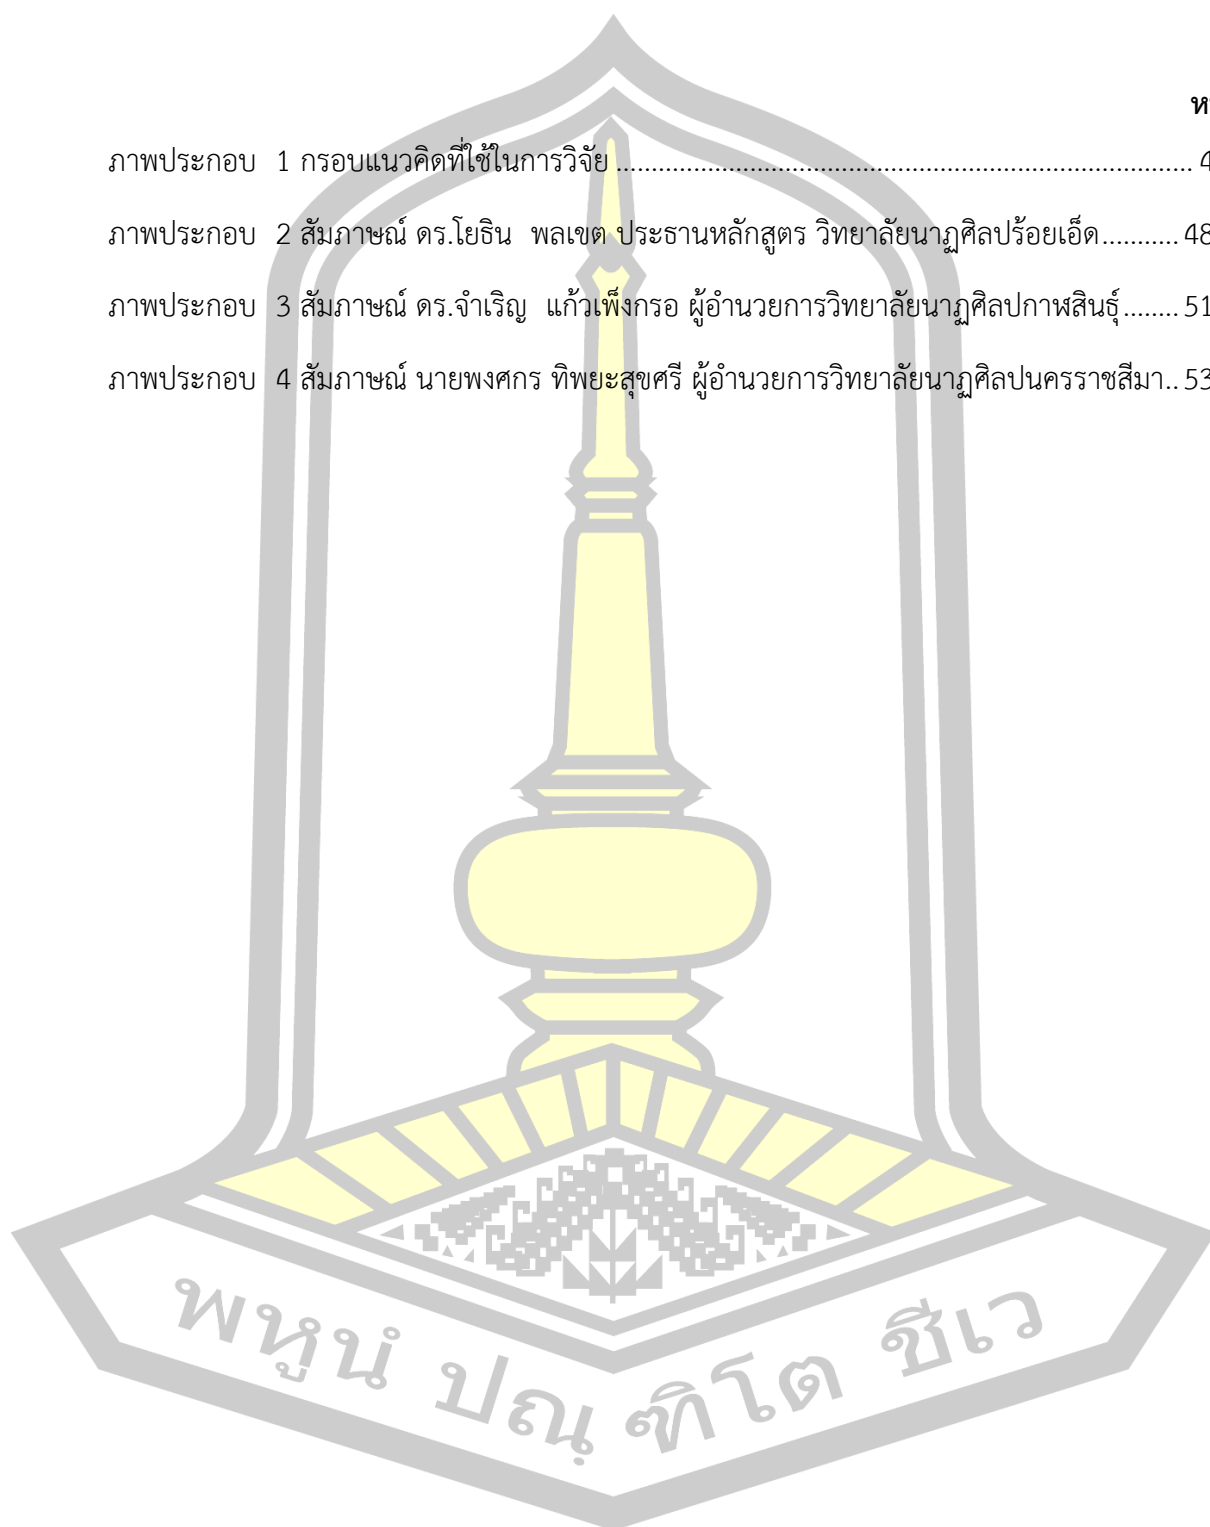 ภาพประกอบ 1 กรอบแนวคิดที่ใช้ในการวิจัย .................................................................................. 4
ภาพประกอบ 2 สัมภาษณ์ ดร.โยธิน พลเขต ประธานหลักสูตร วิทยาลัยนาฏศิลปร้อยเอ็ด........... 48
ภาพประกอบ 3 สัมภาษณ์ ดร.จำเริญ แก้วเพ็งกรอ ผู้อำนวยการวิทยาลัยนาฏศิลปกาฬสินธุ์........ 51
ภาพประกอบ 4 สัมภาษณ์ นายพงศกร ทิพยะสุขศรี ผู้อำนวยการวิทยาลัยนาฏศิลปนครราชสีมา.. 53
พหูนํ ปณฺฑิโต ชีเว